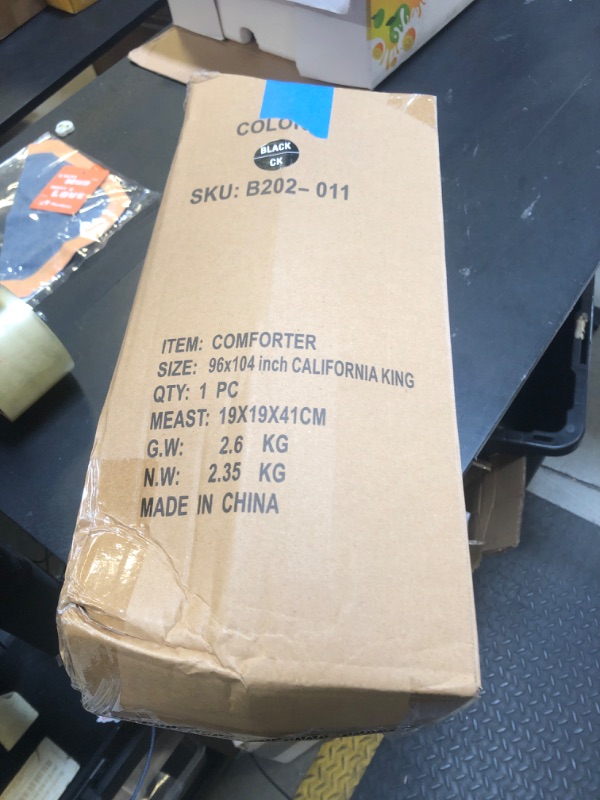 COLOR
BLACK
CK
SKU: B202-011
ITEM: COMFORTER
SIZE: 96x104 inch CALIFORNIA KING
QTY: 1 PC
MEAST: 19X19X41CM
G.W: 2.6 KG
N.W: 2.35 KG
MADE IN CHINA